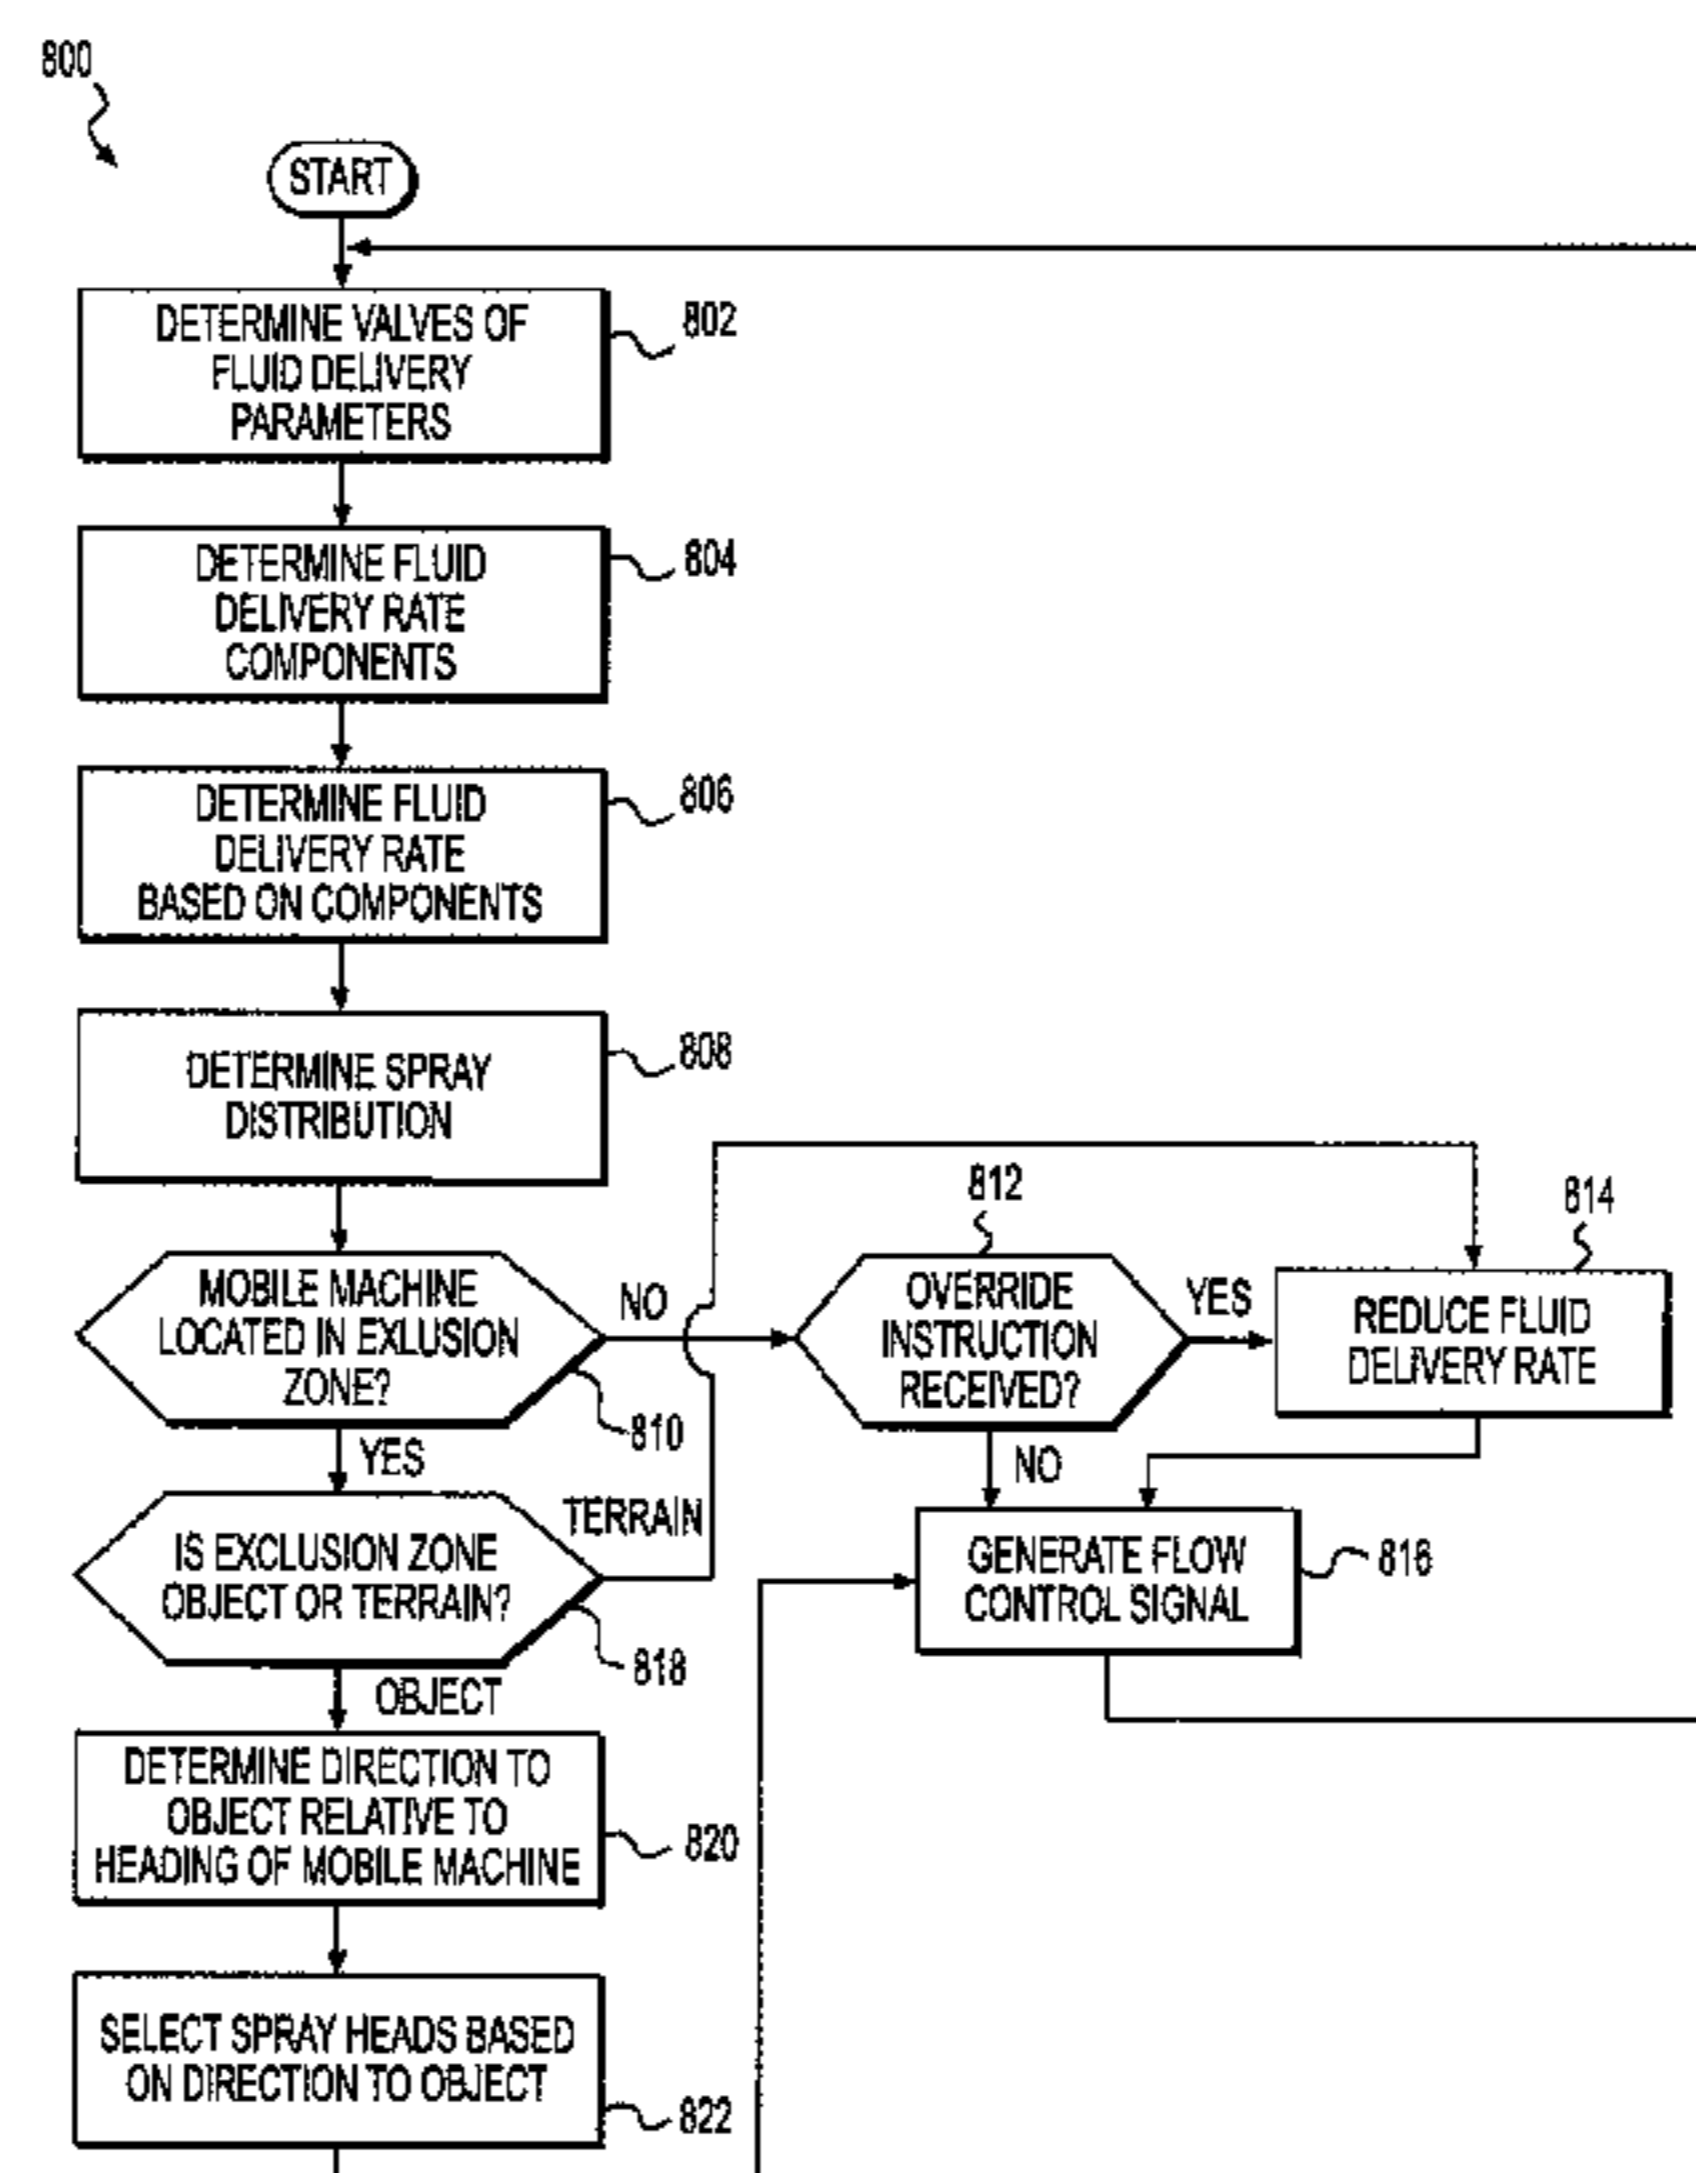 800
START
DETERMINE VALVES OF
FLUID DELIVERY
PARAMETERS
802
DETERMINE FLUID
DELIVERY RATE
COMPONENTS
804
DETERMINE FLUID
DELIVERY RATE
BASED ON COMPONENTS
806
DETERMINE SPRAY
DISTRIBUTION
808
MOBILE MACHINE
LOCATED IN EXLUSION
ZONE?
810
NO
YES
812
OVERRIDE
INSTRUCTION
RECEIVED?
YES
NO
814
REDUCE FLUID
DELIVERY RATE
IS EXCLUSION ZONE
OBJECT OR TERRAIN?
818
TERRAIN
OBJECT
GENERATE FLOW
CONTROL SIGNAL
816
DETERMINE DIRECTION TO
OBJECT RELATIVE TO
HEADING OF MOBILE MACHINE
820
SELECT SPRAY HEADS BASED
ON DIRECTION TO OBJECT
822